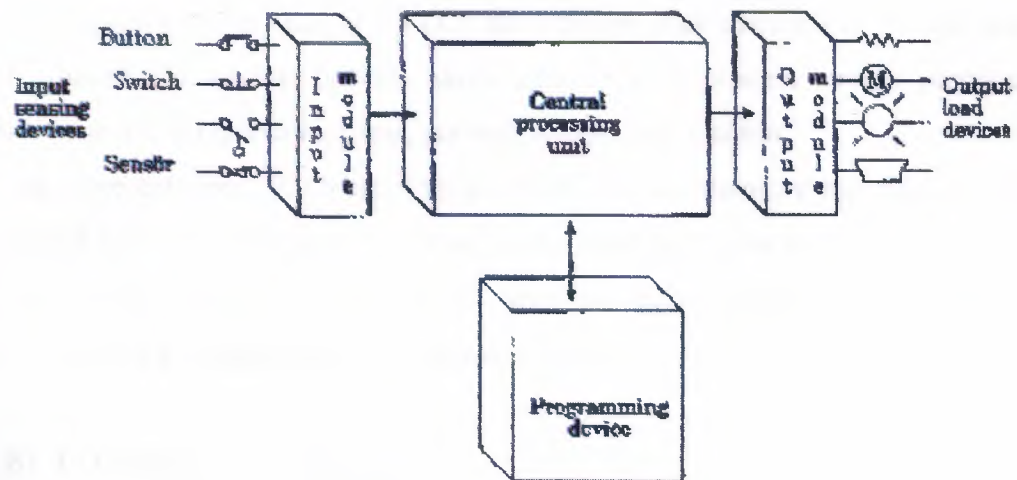 Button
Switch
Input
sensing
devices
Sensor
Input
module
Central
processing
unit
Output
module
M
Output
load
devices
Programming
device